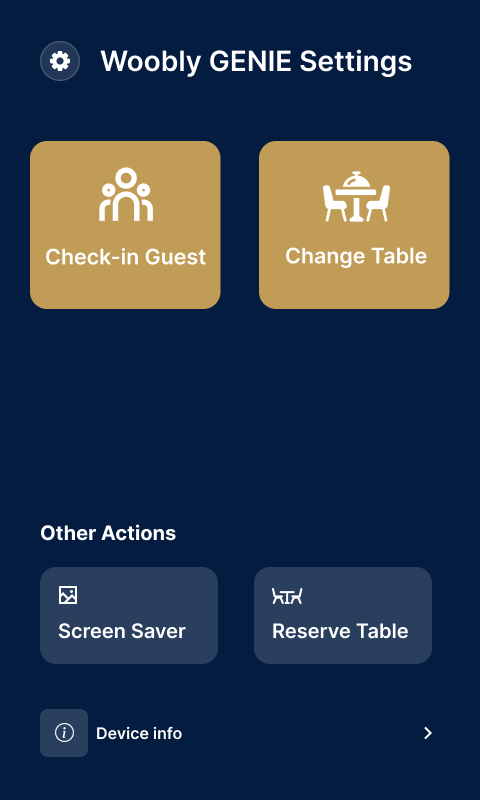 Woobly GENIE Settings
Check-in Guest
Change Table
Other Actions
Screen Saver
Reserve Table
Device info